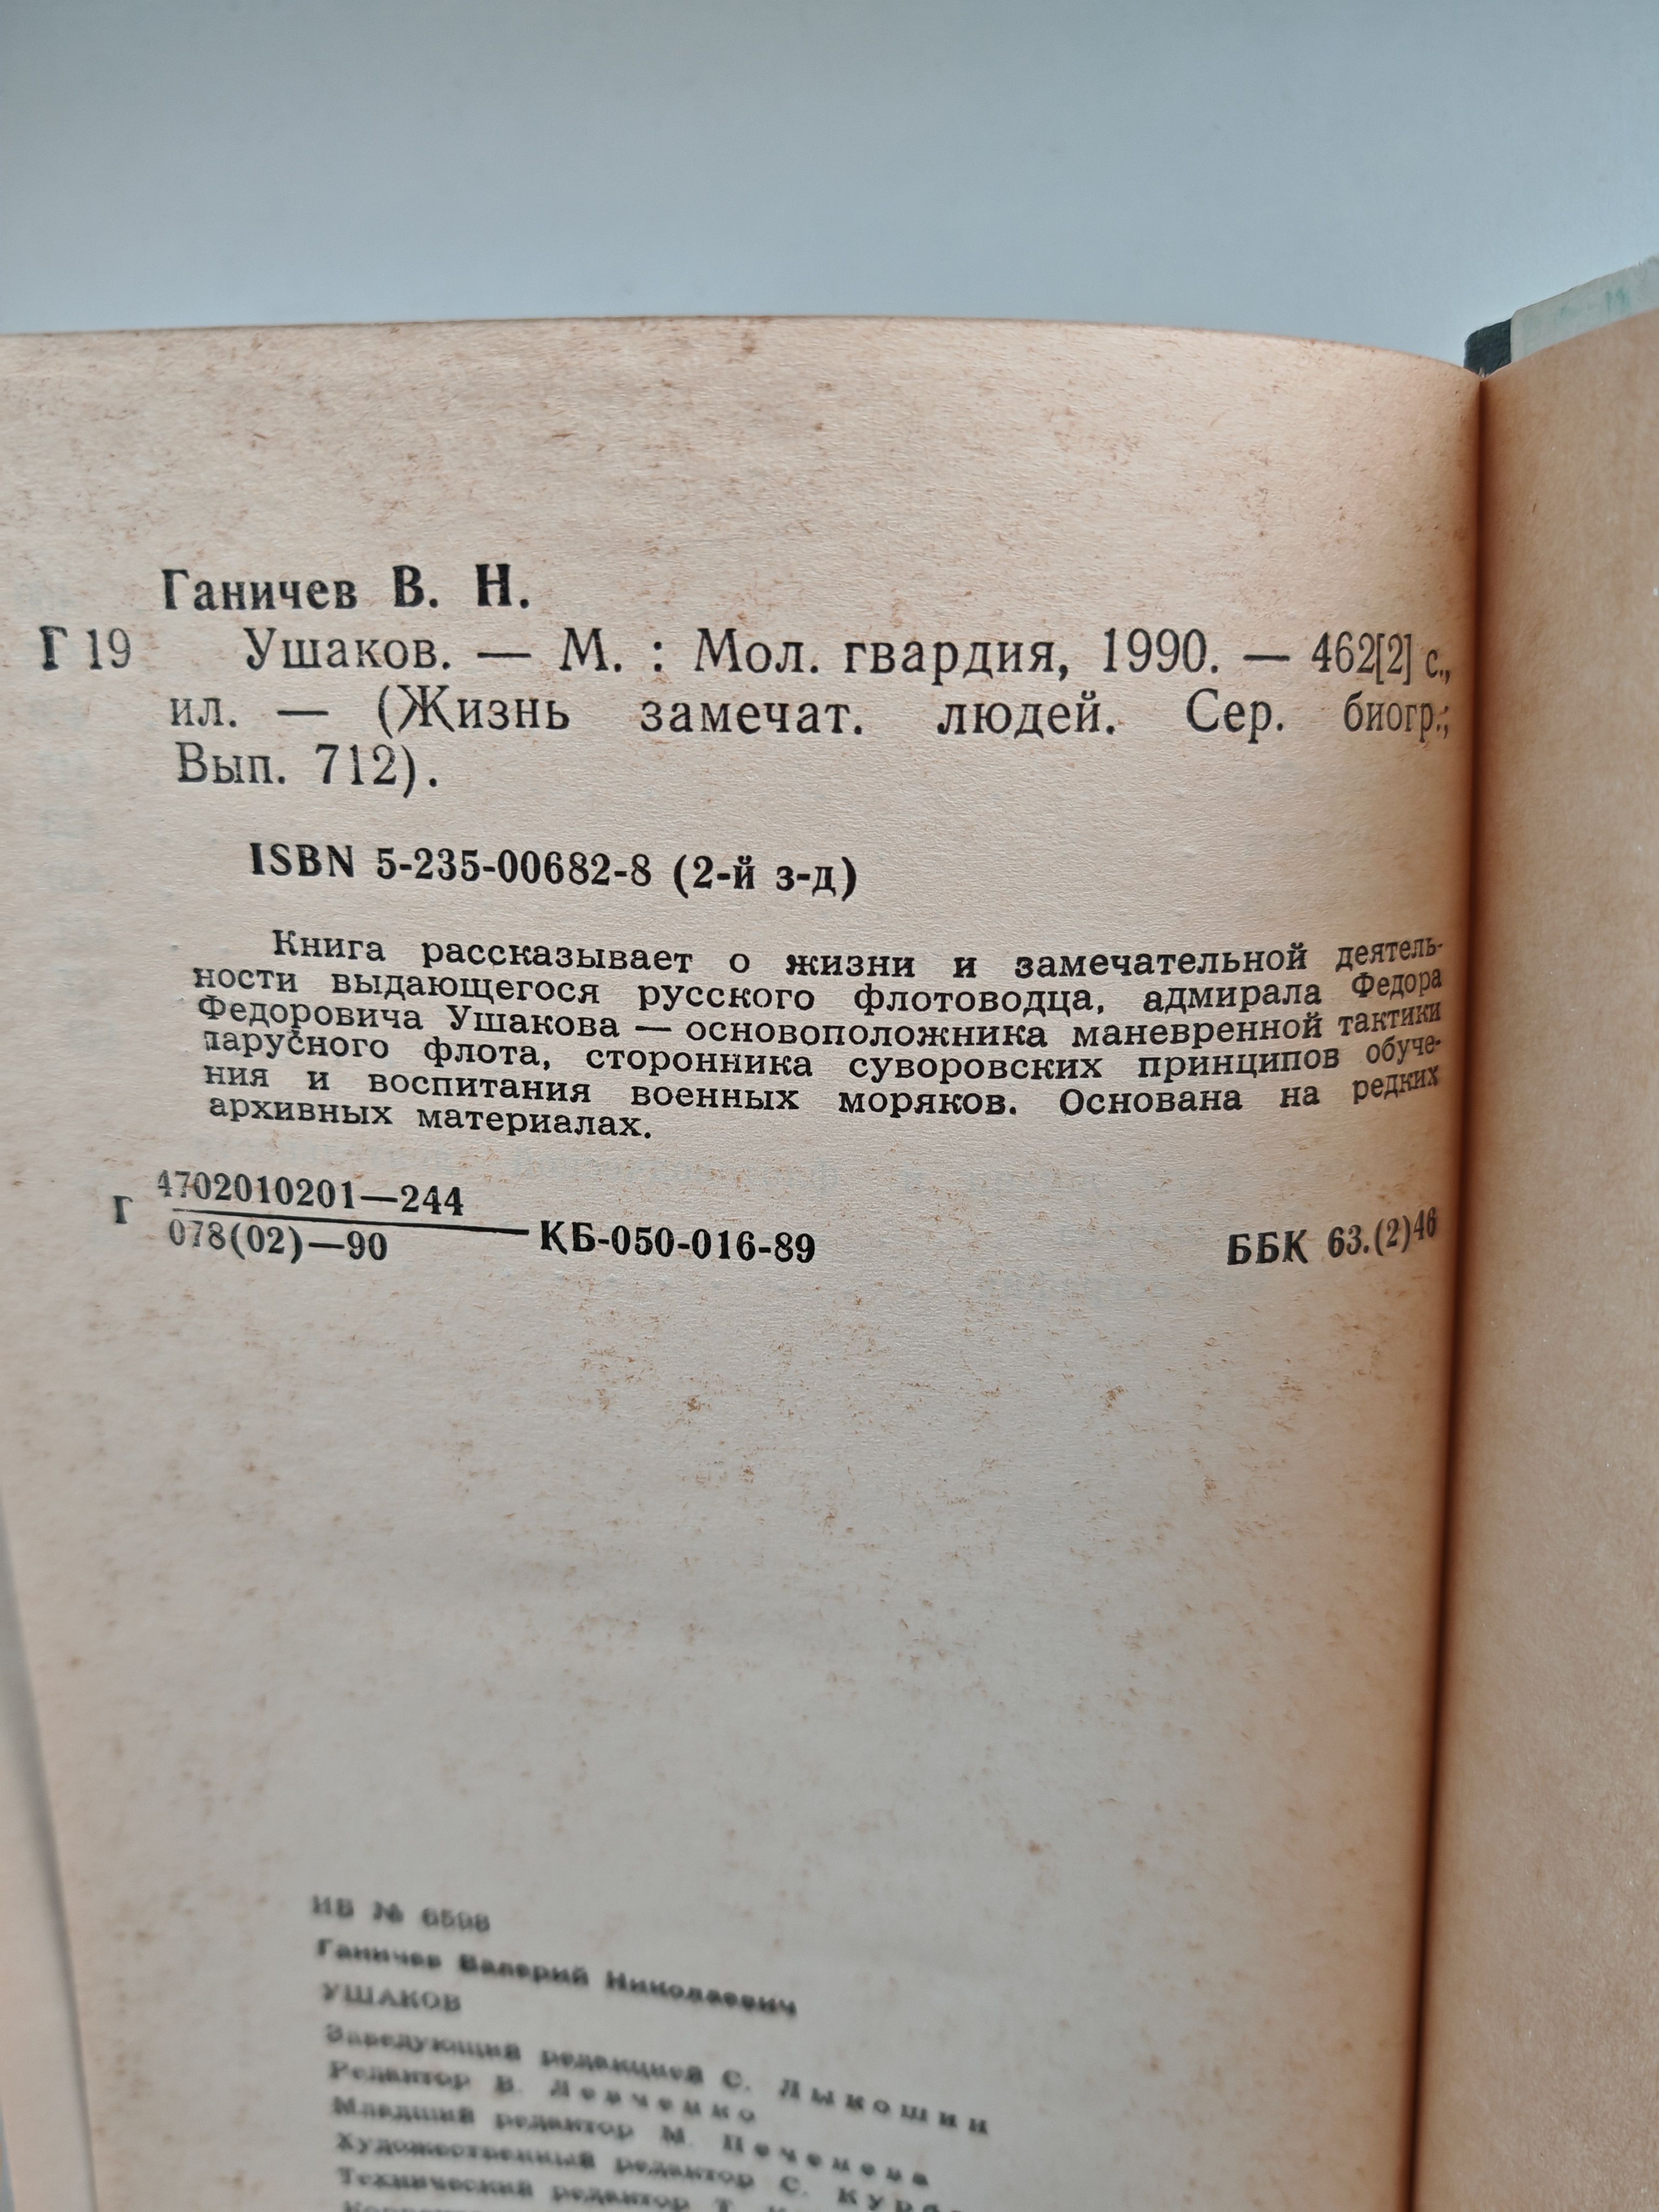 Ганичев В. Н.
Г 19 Ушаков. — М. : Мол. гвардия, 1990. — 462[2] с.,
ил. — (Жизнь замечат. людей. Сер. биогр.;
Вып. 712).
ISBN 5-235-00682-8 (2-й з-д)
Книга рассказывает о жизни и замечательной деятель-
ности выдающегося русского флотоводца, адмирала Федора
Федоровича Ушакова — основоположника маневренной тактики
парусного флота, сторонника суворовских принципов обуче-
ния и воспитания военных моряков. Основана на редких
архивных материалах.
4702010201—244
Г КБ-050-016-89 ББК 63.(2)46
078(02)—90
ИБ № 6598
Ганичев Валерий Николаевич
УШАКОВ
Заведующий редакцией С. Лыкошин
Редактор В. Левченко
Младший редактор М. Печенева
Художественный редактор С.
Технический редактор Т.